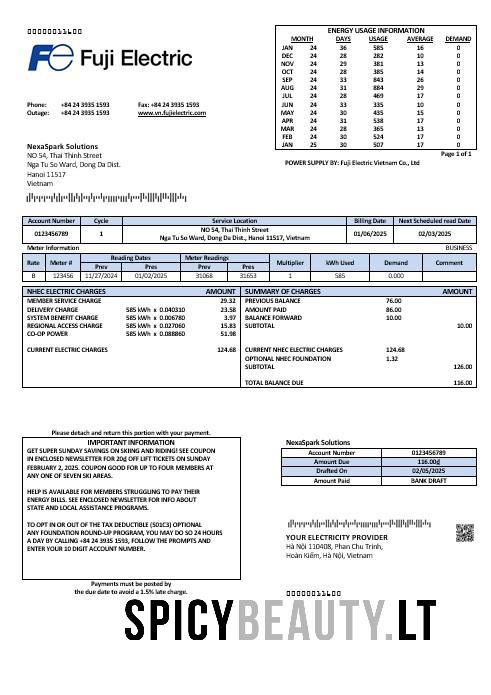 0000001100
Fuji Electric
Phone: +84 24 3935 1593 Fax: +84 24 3935 1593
Outage: +84 24 3935 1593 www.vn.fujielectric.com
NexaSpark Solutions
NO 54, Thai Thinh Street
Nga Tu So Ward, Dong Da Dist.
Hanoi 11517
Vietnam
ENERGY USAGE INFORMATION
MONTH DAYS USAGE AVERAGE DEMAND
JAN 24 36 585 16 0
DEC 24 28 282 10 0
NOV 24 29 381 13 0
OCT 24 28 385 14 0
SEP 24 33 843 26 0
AUG 24 31 884 29 0
JUL 24 28 469 17 0
JUN 24 33 335 10 0
MAY 24 30 435 15 0
APR 24 31 538 17 0
MAR 24 28 365 13 0
FEB 24 30 524 17 0
JAN 25 30 507 17 0
Page 1 of 1
POWER SUPPLY BY: Fuji Electric Vietnam Co., Ltd
Account Number Cycle Service Location Billing Date Next Scheduled read Date
0123456789 1 NO 54, Thai Thinh Street 01/06/2025 02/03/2025
Nga Tu So Ward, Dong Da Dist., Hanoi 11517, Vietnam
Meter Information BUSINESS
Rate Meter # Reading Dates Meter Readings Multiplier kWh Used Demand Comment
Prev Pres Prev Pres
B 123456 11/27/2024 01/02/2025 31068 31653 1 585 0.000
NHEC ELECTRIC CHARGES AMOUNT
MEMBER SERVICE CHARGE 29.32
DELIVERY CHARGE 585 kWh x 0.040310 23.58
SYSTEM BENEFIT CHARGE 585 kWh x 0.006780 3.97
REGIONAL ACCESS CHARGE 585 kWh x 0.027060 15.83
CO-OP POWER 585 kWh x 0.088860 51.98
CURRENT ELECTRIC CHARGES 124.68
SUMMARY OF CHARGES AMOUNT
PREVIOUS BALANCE 76.00
AMOUNT PAID 86.00
BALANCE FORWARD 10.00
SUBTOTAL 10.00
CURRENT NHEC ELECTRIC CHARGES 124.68
OPTIONAL NHEC FOUNDATION 1.32
SUBTOTAL 126.00
TOTAL BALANCE DUE 116.00
Please detach and return this portion with your payment.
IMPORTANT INFORMATION
GET SUPER SUNDAY SAVINGS ON SKIING AND RIDING! SEE COUPON
IN ENCLOSED NEWSLETTER FOR 20₫ OFF LIFT TICKETS ON SUNDAY
FEBRUARY 2, 2025. COUPON GOOD FOR UP TO FOUR MEMBERS AT
ANY ONE OF SEVEN SKI AREAS.
HELP IS AVAILABLE FOR MEMBERS STRUGGLING TO PAY THEIR
ENERGY BILLS. SEE ENCLOSED NEWSLETTER FOR INFO ABOUT
STATE AND LOCAL ASSISTANCE PROGRAMS.
TO OPT IN OR OUT OF THE TAX DEDUCTIBLE (501C3) OPTIONAL
ANY FOUNDATION ROUND-UP PROGRAM, YOU MAY DO SO 24 HOURS
A DAY BY CALLING +84 24 3935 1593, FOLLOW THE PROMPTS AND
ENTER YOUR 10 DIGIT ACCOUNT NUMBER.
Payments must be posted by
the due date to avoid a 1.5% late charge.
NexaSpark Solutions
Account Number 0123456789
Amount Due 116.00₫
Drafted On 02/05/2025
Amount Paid BANK DRAFT
YOUR ELECTRICITY PROVIDER
Hà Nội 110408, Phan Chu Trinh,
Hoàn Kiếm, Hà Nội, Vietnam
0000001100
SPICYBEAUTY.LT